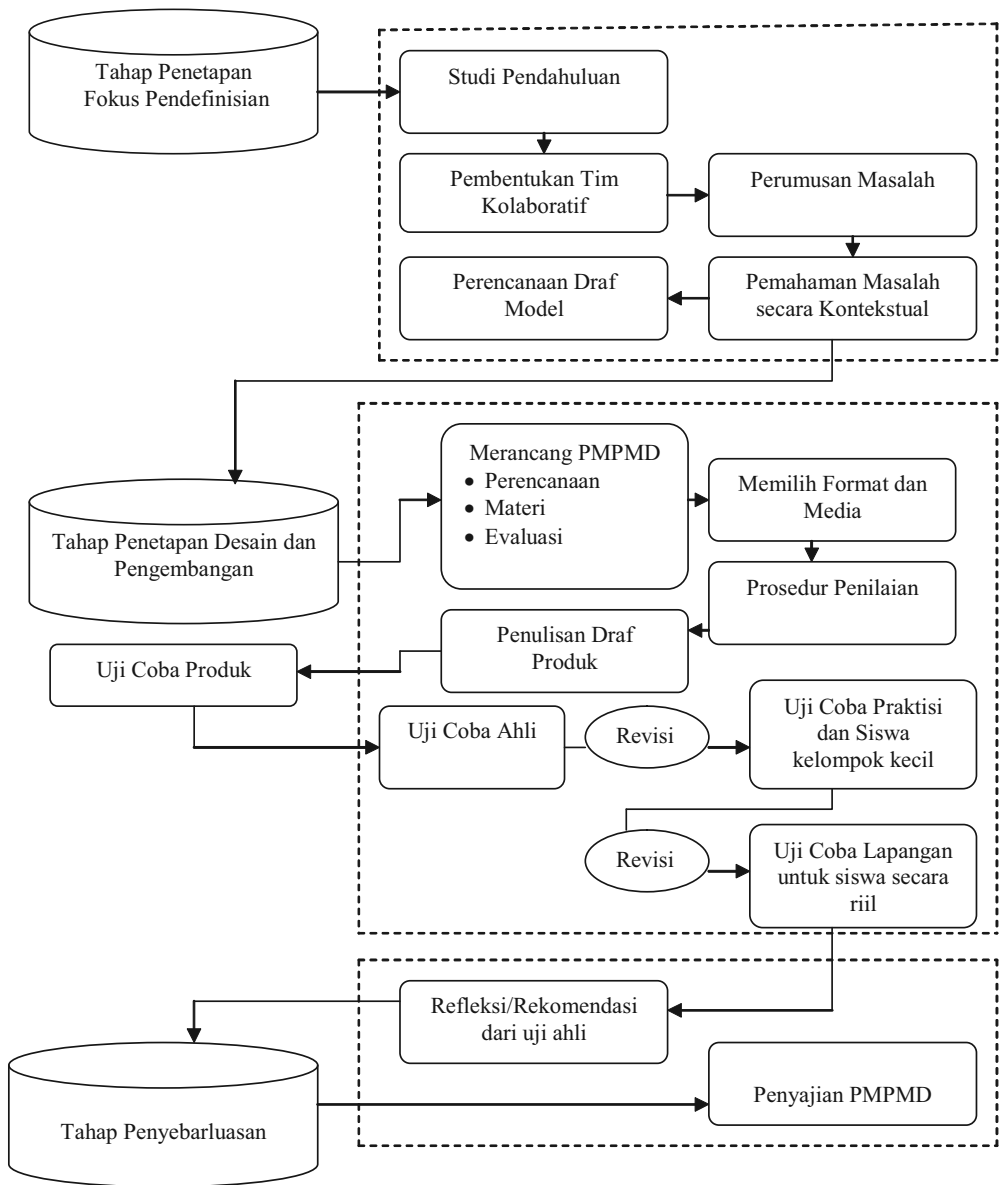 Tahap Penetapan
Fokus Pendefinisian
Studi Pendahuluan
Pembentukan Tim
Kolaboratif
Perumusan Masalah
Perencanaan Draf
Model
Pemahaman Masalah
secara Kontekstual
Tahap Penetapan Desain dan
Pengembangan
Merancang PMPMD
• Perencanaan
• Materi
• Evaluasi
Memilih Format dan
Media
Prosedur Penilaian
Penulisan Draf
Produk
Uji Coba Produk
Uji Coba Ahli
Revisi
Uji Coba Praktisi
dan Siswa
kelompok kecil
Revisi
Uji Coba Lapangan
untuk siswa secara
riil
Refleksi/Rekomendasi
dari uji ahli
Tahap Penyebarluasan
Penyajian PMPMD